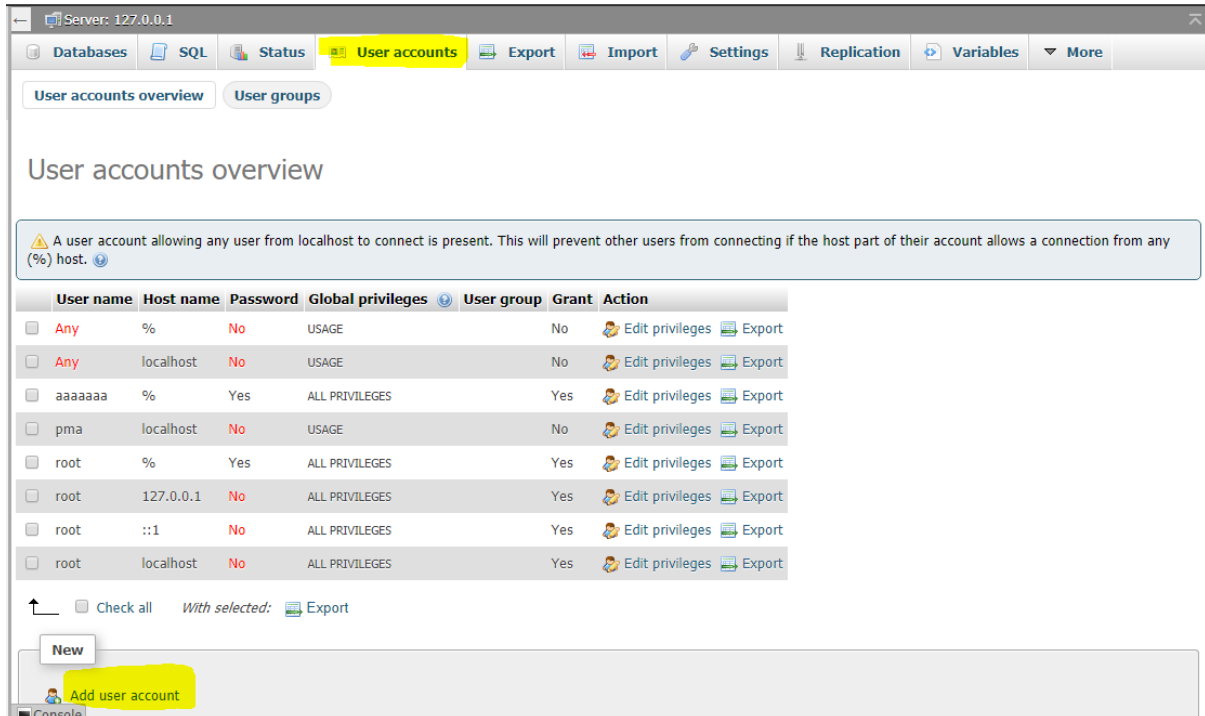 Server: 127.0.0.1
Databases SQL Status User accounts Export Import Settings Replication Variables More
User accounts overview User groups
User accounts overview
A user account allowing any user from localhost to connect is present. This will prevent other users from connecting if the host part of their account allows a connection from any
(%) host.
User name Host name Password Global privileges User group Grant Action
Any % No USAGE No Edit privileges Export
Any localhost No USAGE No Edit privileges Export
aaaaaaa % Yes ALL PRIVILEGES Yes Edit privileges Export
pma localhost No USAGE No Edit privileges Export
root % Yes ALL PRIVILEGES Yes Edit privileges Export
root 127.0.0.1 No ALL PRIVILEGES Yes Edit privileges Export
root ::1 No ALL PRIVILEGES Yes Edit privileges Export
root localhost No ALL PRIVILEGES Yes Edit privileges Export
Check all With selected: Export
New
Add user account
Console